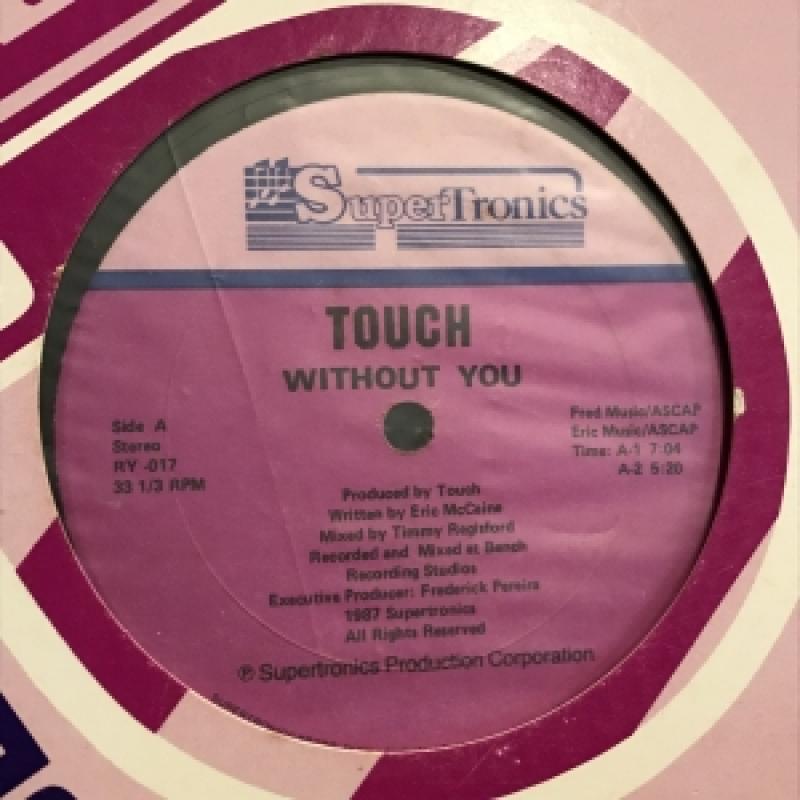 SuperTronics
TOUCH
WITHOUT YOU
Side A
Stereo
RY -017
33 1/3 RPM
Fred Music/ASCAP
Eric Music/ASCAP
Time: A-1 7:04
A-2 5:20
Produced by Touch
Written by Eric McCaine
Mixed by Timmy Regisford
Recorded and Mixed at Bench
Recording Studios
Executive Producer: Frederick Pereira
1987 Supertronics
All Rights Reserved
℗ Supertronics Production Corporation